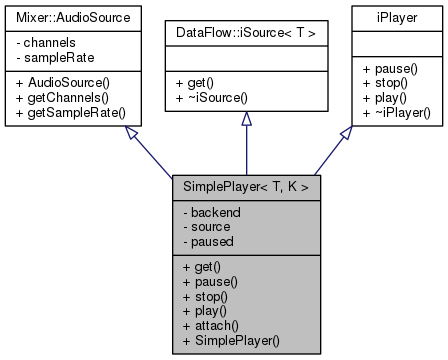 Mixer::AudioSource
- channels
- sampleRate
+ AudioSource()
+ getChannels()
+ getSampleRate()
DataFlow::iSource< T >
+ get()
+ ~iSource()
iPlayer
+ pause()
+ stop()
+ play()
+ ~iPlayer()
SimplePlayer< T, K >
- backend
- source
- paused
+ get()
+ pause()
+ stop()
+ play()
+ attach()
+ SimplePlayer()